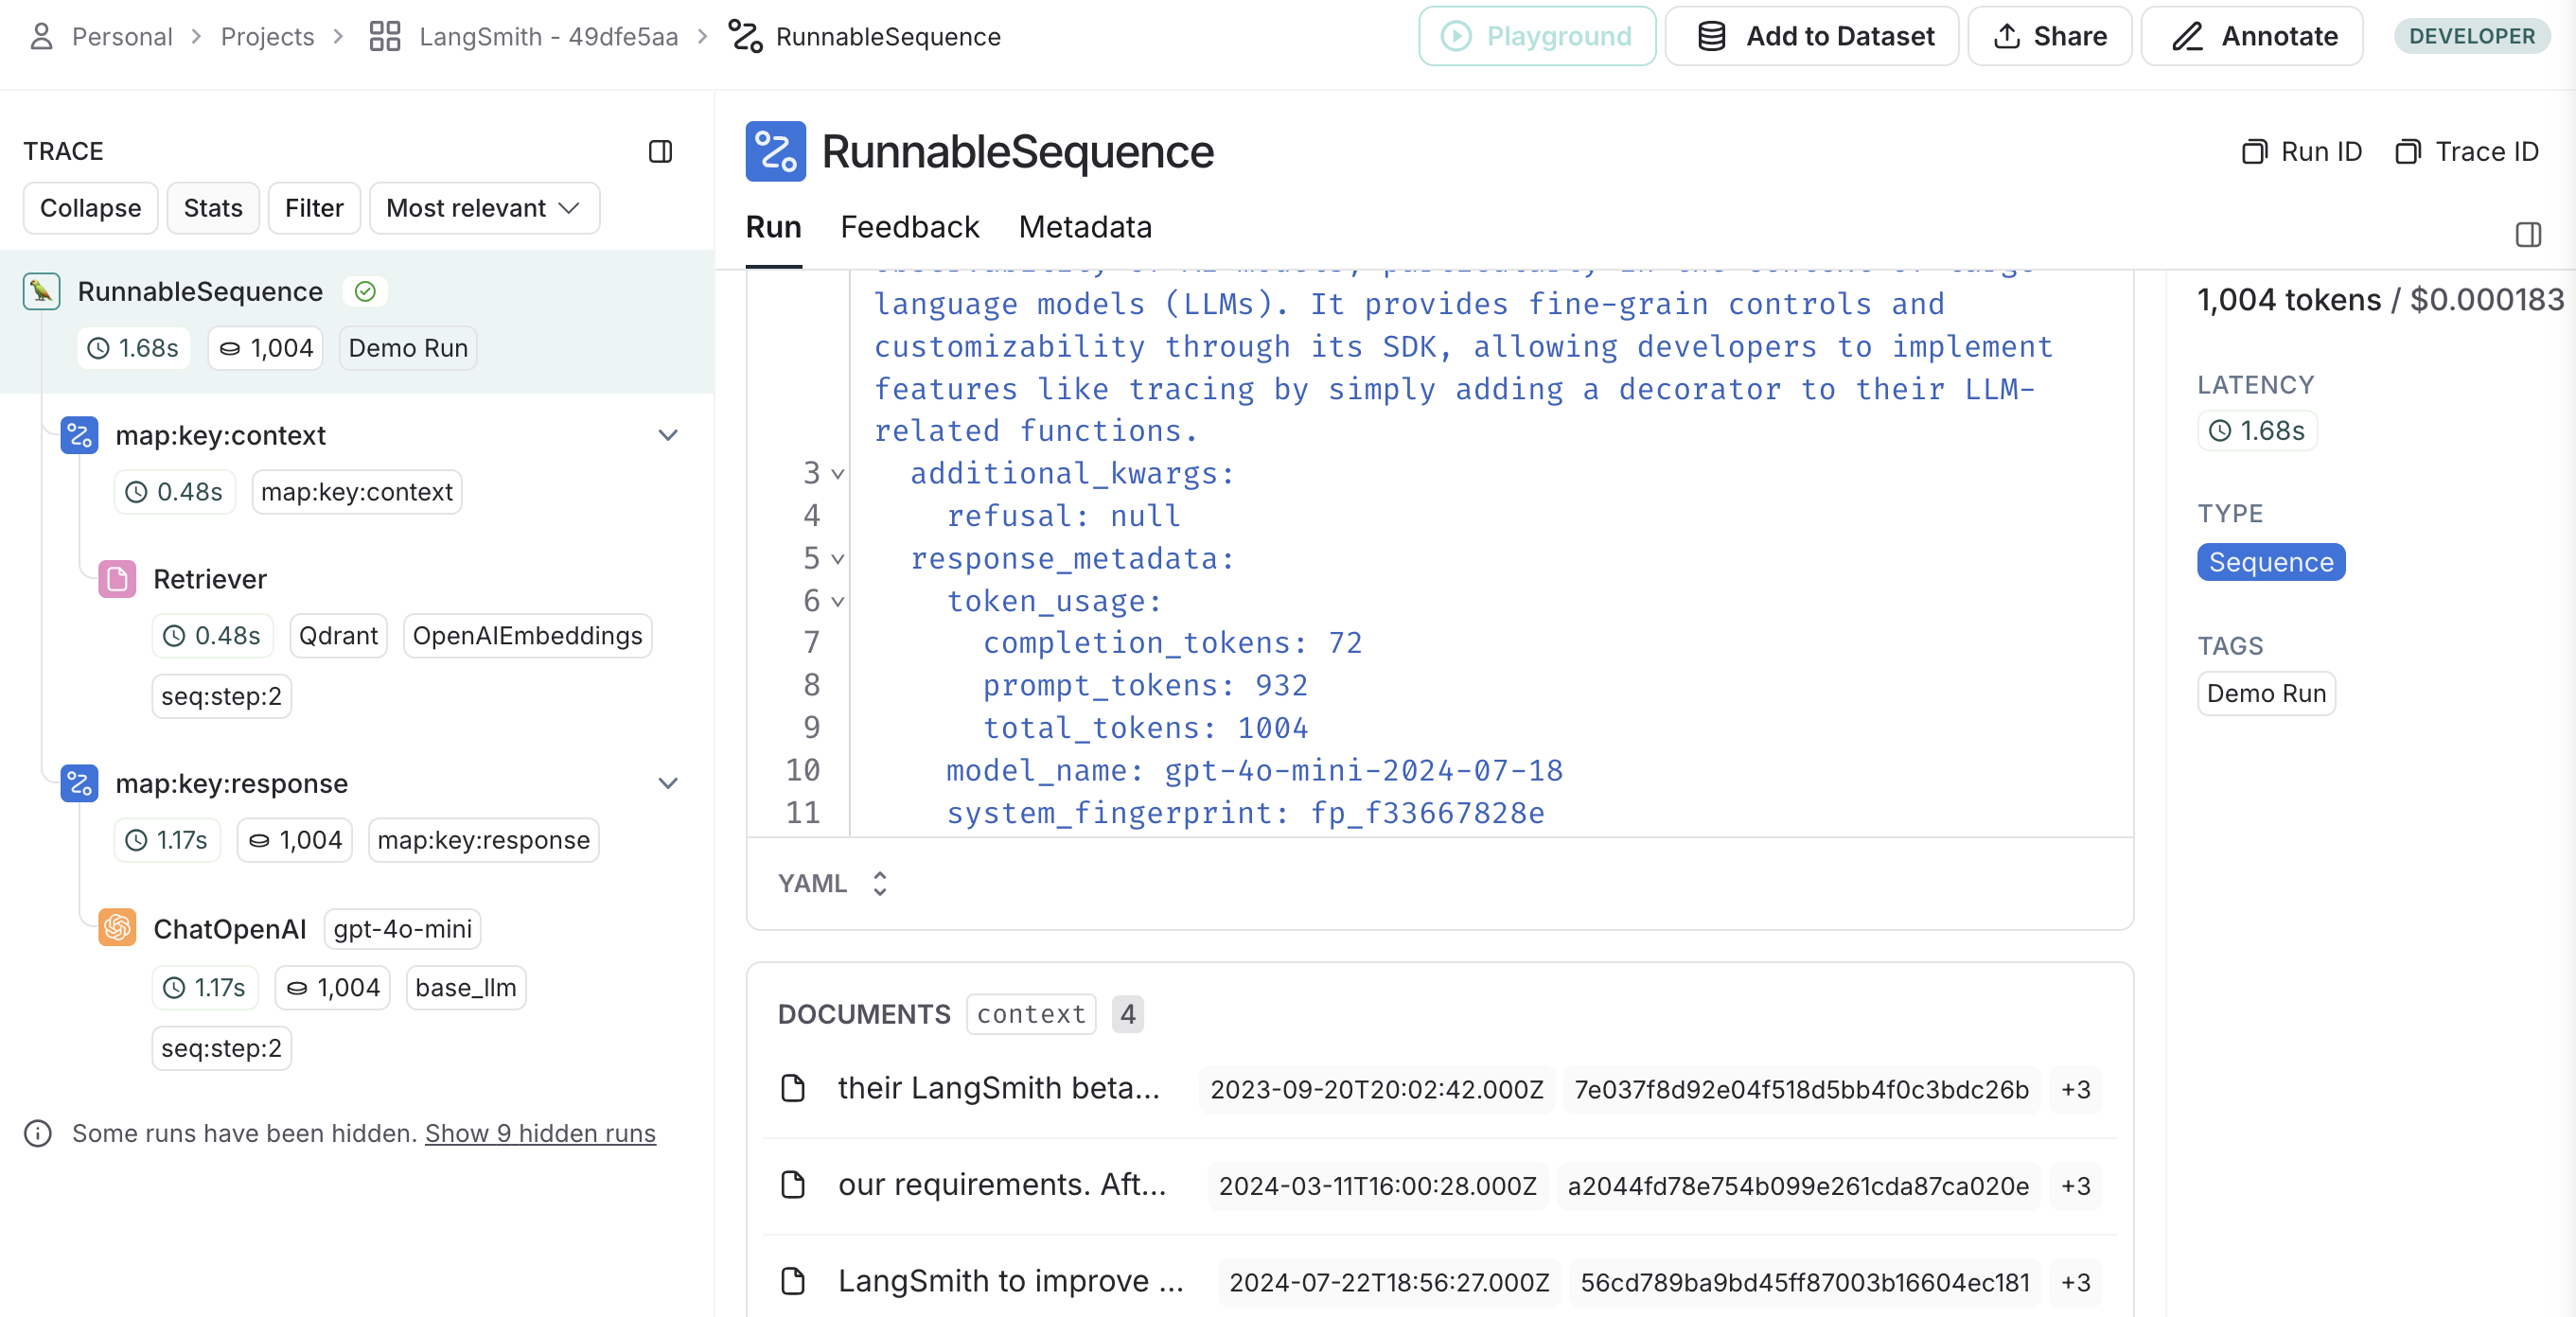 Personal > Projects > LangSmith - 49dfe5aa > RunnableSequence
Playground
Add to Dataset
Share
Annotate
DEVELOPER
TRACE
Collapse
Stats
Filter
Most relevant
RunnableSequence
1.68s
1,004
Demo Run
map:key:context
0.48s
map:key:context
Retriever
0.48s
Qdrant
OpenAIEmbeddings
seq:step:2
map:key:response
1.17s
1,004
map:key:response
ChatOpenAI
gpt-4o-mini
1.17s
1,004
base_llm
seq:step:2
Some runs have been hidden. Show 9 hidden runs
RunnableSequence
Run ID
Trace ID
Run
Feedback
Metadata
language models (LLMs). It provides fine-grain controls and
customizability through its SDK, allowing developers to implement
features like tracing by simply adding a decorator to their LLM-
related functions.
3 additional_kwargs:
4 refusal: null
5 response_metadata:
6 token_usage:
7 completion_tokens: 72
8 prompt_tokens: 932
9 total_tokens: 1004
10 model_name: gpt-4o-mini-2024-07-18
11 system_fingerprint: fp_f33667828e
YAML
DOCUMENTS context 4
their LangSmith beta... 2023-09-20T20:02:42.000Z 7e037f8d92e04f518d5bb4f0c3bdc26b +3
our requirements. Aft... 2024-03-11T16:00:28.000Z a2044fd78e754b099e261cda87ca020e +3
LangSmith to improve ... 2024-07-22T18:56:27.000Z 56cd789ba9bd45ff87003b16604ec181 +3
1,004 tokens / $0.000183
LATENCY
1.68s
TYPE
Sequence
TAGS
Demo Run